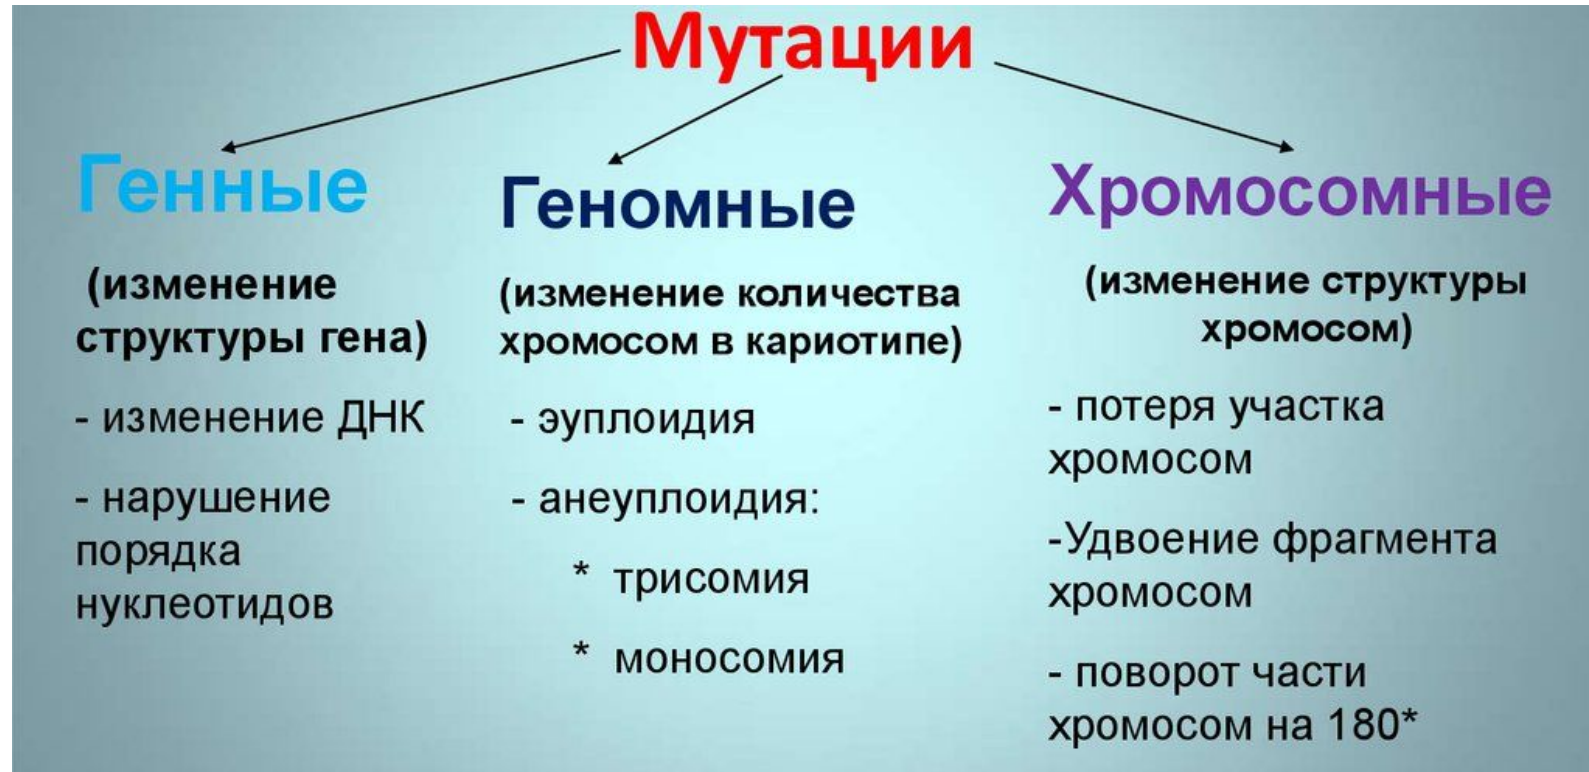 Мутации
Генные
(изменение
структуры гена)
- изменение ДНК
- нарушение
порядка
нуклеотидов
Геномные
(изменение количества
хромосом в кариотипе)
- эуплоидия
- анеуплоидия:
* трисомия
* моносомия
Хромосомные
(изменение структуры
хромосом)
- потеря участка
хромосом
-Удвоение фрагмента
хромосом
- поворот части
хромосом на 180*